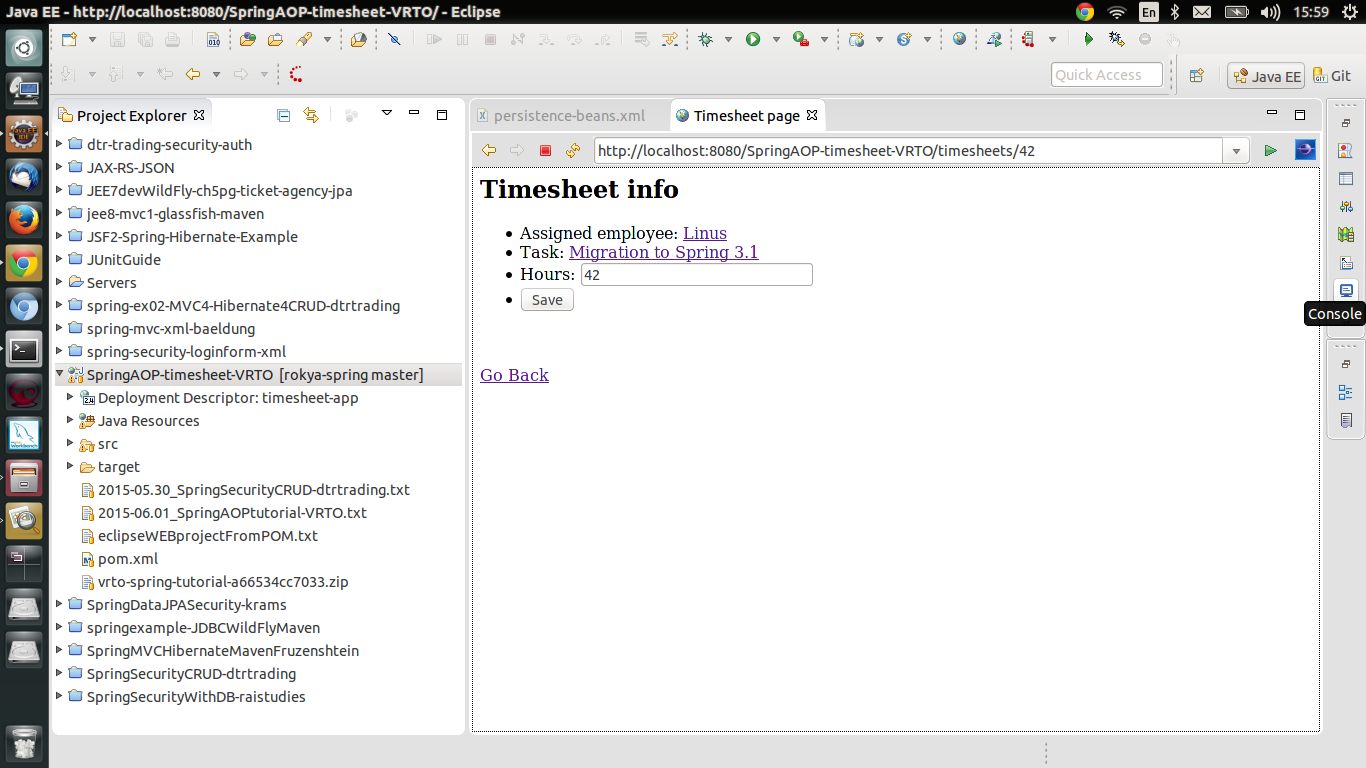 Java EE - http://localhost:8080/SpringAOP-timesheet-VRTO/ - Eclipse
En
15:59
010
Quick Access
Java EE
Git
GIT
Java EE
IDE
Project Explorer
persistence-beans.xml
Timesheet page
http://localhost:8080/SpringAOP-timesheet-VRTO/timesheets/42
dtr-trading-security-auth
JAX-RS-JSON
JEE7devWildFly-ch5pg-ticket-agency-jpa
jee8-mvc1-glassfish-maven
JSF2-Spring-Hibernate-Example
JUnitGuide
Servers
spring-ex02-MVC4-Hibernate4CRUD-dtrtrading
spring-mvc-xml-baeldung
spring-security-loginform-xml
SpringAOP-timesheet-VRTO [rokya-spring master]
Deployment Descriptor: timesheet-app
Java Resources
src
target
2015-05.30_SpringSecurityCRUD-dtrtrading.txt
2015-06.01_SpringAOPtutorial-VRTO.txt
eclipseWEBprojectFromPOM.txt
pom.xml
vrto-spring-tutorial-a66534cc7033.zip
SpringDataJPASecurity-krams
springexample-JDBCWildFlyMaven
SpringMVCHibernateMavenFruzenshtein
SpringSecurityCRUD-dtrtrading
SpringSecurityWithDB-raistudies
Timesheet info
• Assigned employee: Linus
• Task: Migration to Spring 3.1
• Hours: 42
• Save
Go Back
Console
Workbench